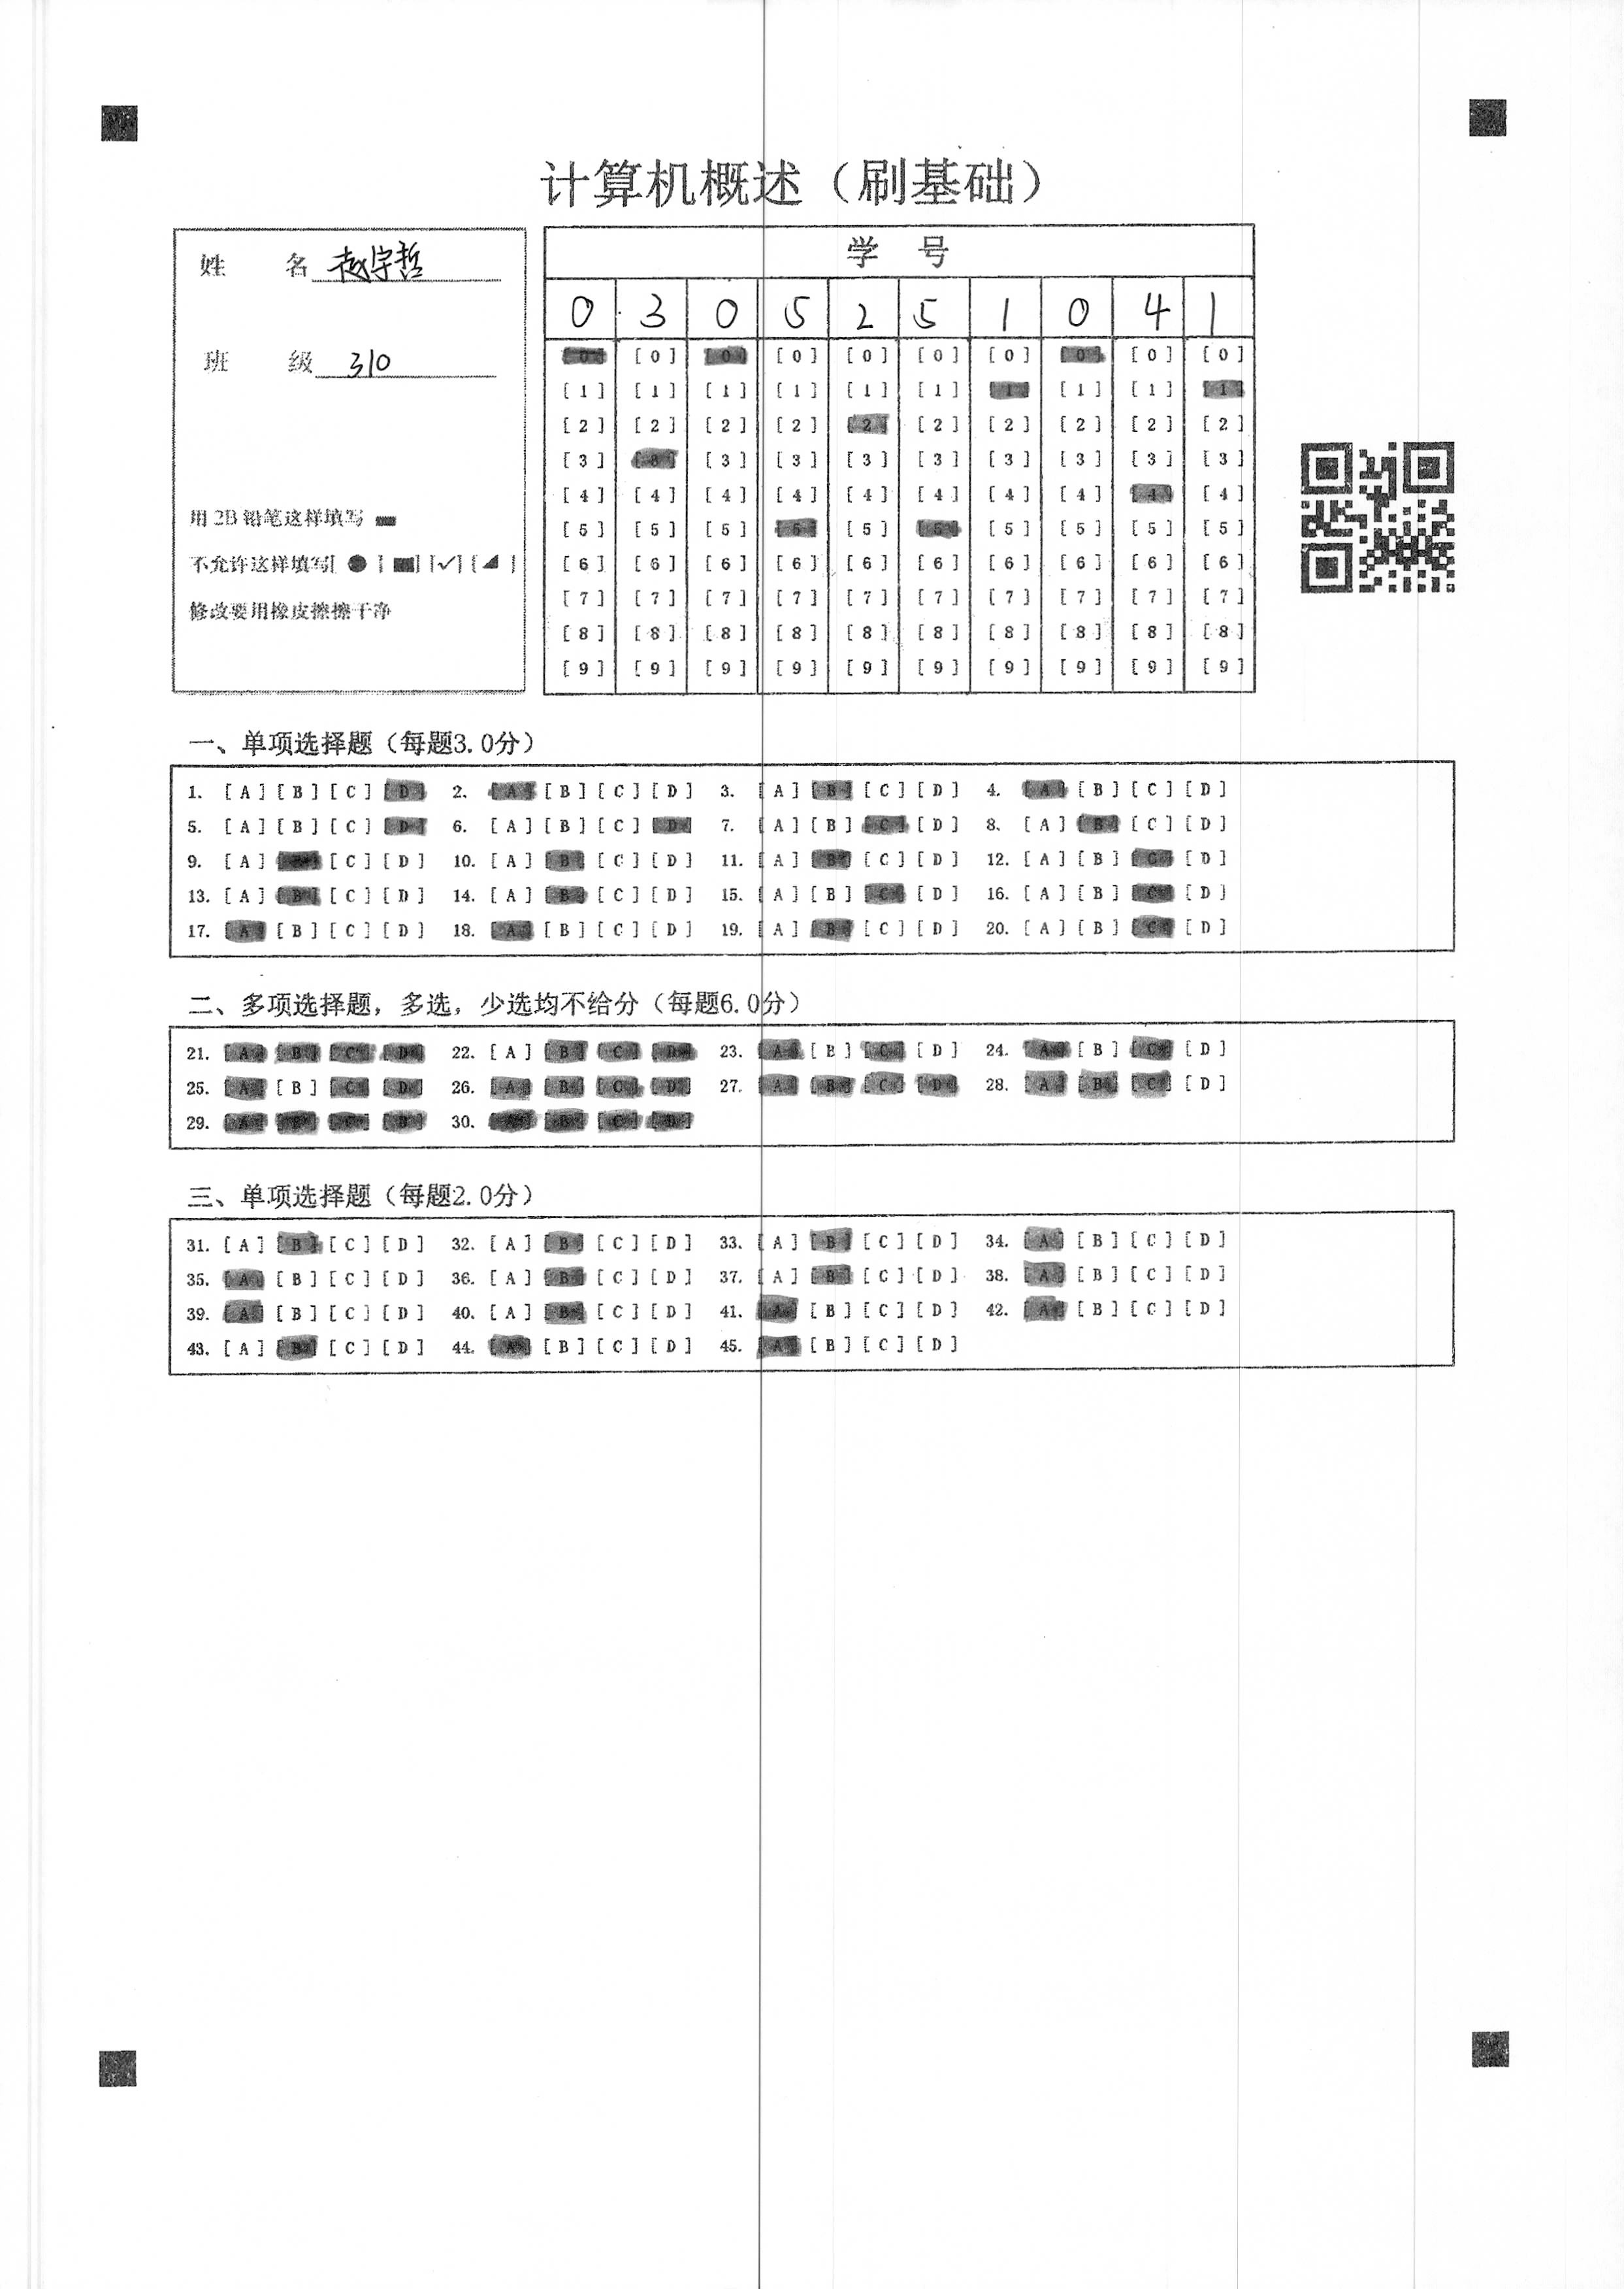 计算机概述（刷基础）
姓 名 赵宇哲
班 级 310
用2B铅笔这样填写
不允许这样填写[ ● ] [■] [✓] [◢ ]
修改要用橡皮擦擦干净
学 号
0 3 0 5 2 5 1 0 4 1
[0] [0] [0] [0] [0] [0] [0] [0] [0] [0]
[1] [1] [1] [1] [1] [1] [1] [1] [1] [1]
[2] [2] [2] [2] [2] [2] [2] [2] [2] [2]
[3] [3] [3] [3] [3] [3] [3] [3] [3] [3]
[4] [4] [4] [4] [4] [4] [4] [4] [4] [4]
[5] [5] [5] [5] [5] [5] [5] [5] [5] [5]
[6] [6] [6] [6] [6] [6] [6] [6] [6] [6]
[7] [7] [7] [7] [7] [7] [7] [7] [7] [7]
[8] [8] [8] [8] [8] [8] [8] [8] [8] [8]
[9] [9] [9] [9] [9] [9] [9] [9] [9] [9]
一、单项选择题（每题3.0分）
1. [A] [B] [C] [D] 2. [A] [B] [C] [D] 3. [A] [B] [C] [D] 4. [A] [B] [C] [D]
5. [A] [B] [C] [D] 6. [A] [B] [C] [D] 7. [A] [B] [C] [D] 8. [A] [B] [C] [D]
9. [A] [B] [C] [D] 10. [A] [B] [C] [D] 11. [A] [B] [C] [D] 12. [A] [B] [C] [D]
13. [A] [B] [C] [D] 14. [A] [B] [C] [D] 15. [A] [B] [C] [D] 16. [A] [B] [C] [D]
17. [A] [B] [C] [D] 18. [A] [B] [C] [D] 19. [A] [B] [C] [D] 20. [A] [B] [C] [D]
二、多项选择题，多选，少选均不给分（每题6.0分）
21. [A] [B] [C] [D] 22. [A] [B] [C] [D] 23. [A] [B] [C] [D] 24. [A] [B] [C] [D]
25. [A] [B] [C] [D] 26. [A] [B] [C] [D] 27. [A] [B] [C] [D] 28. [A] [B] [C] [D]
29. [A] [B] [C] [D] 30. [A] [B] [C] [D]
三、单项选择题（每题2.0分）
31. [A] [B] [C] [D] 32. [A] [B] [C] [D] 33. [A] [B] [C] [D] 34. [A] [B] [C] [D]
35. [A] [B] [C] [D] 36. [A] [B] [C] [D] 37. [A] [B] [C] [D] 38. [A] [B] [C] [D]
39. [A] [B] [C] [D] 40. [A] [B] [C] [D] 41. [A] [B] [C] [D] 42. [A] [B] [C] [D]
43. [A] [B] [C] [D] 44. [A] [B] [C] [D] 45. [A] [B] [C] [D]